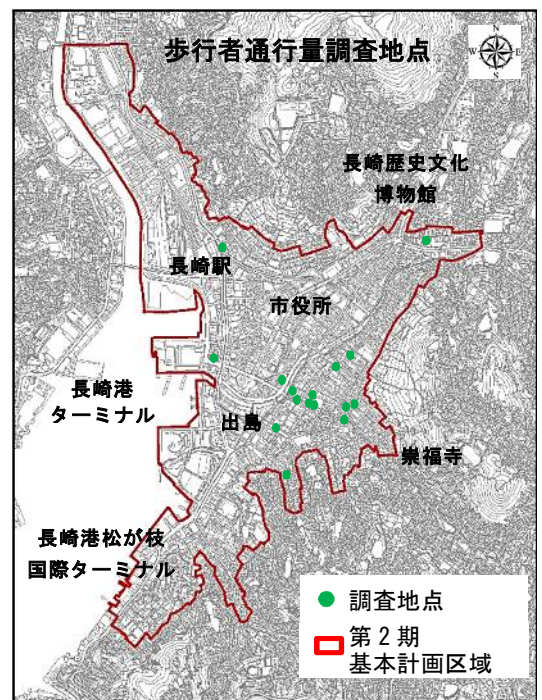 歩行者通行量調査地点
N
W
E
S
長崎歴史文化
博物館
長崎駅
市役所
長崎港
ターミナル
出島
崇福寺
長崎港松が枝
国際ターミナル
調査地点
第2期
基本計画区域